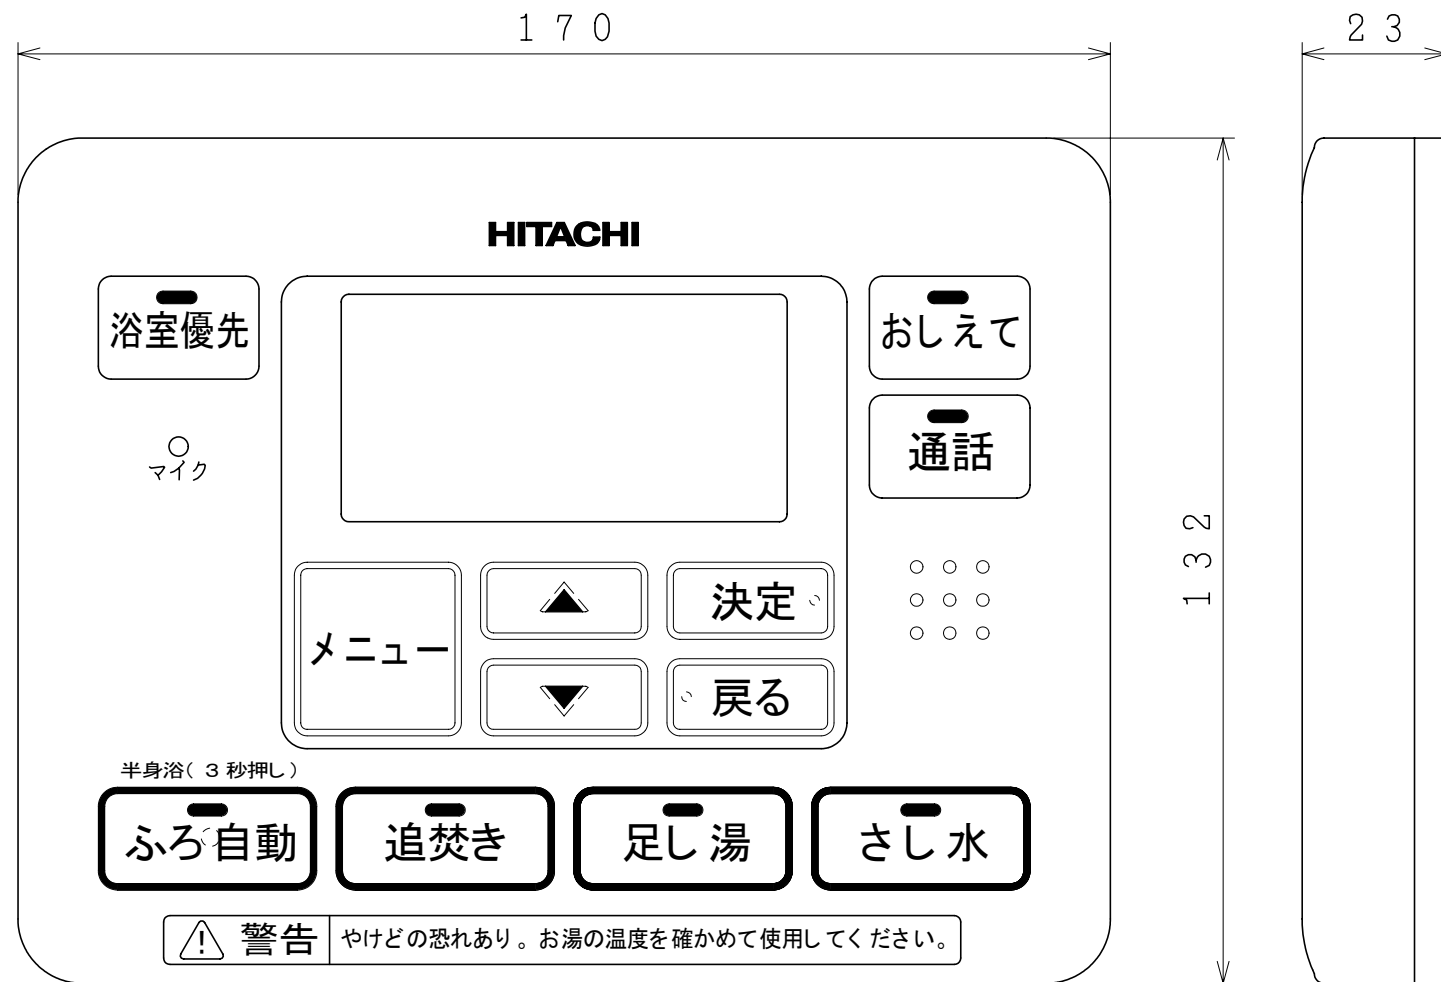 170
23
HITACHI
浴室優先
おしえて
マイク
通話
132
メニュー
▲
決定
▼
戻る
半身浴(3秒押し)
ふろ自動
追焚き
足し湯
さし水
⚠ 警告 やけどの恐れあり。お湯の温度を確かめて使用してください。